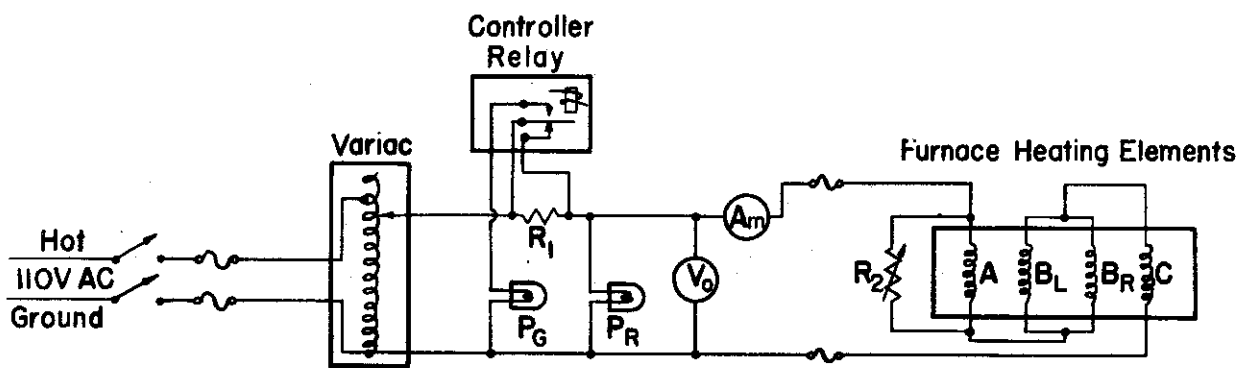 Controller
Relay
Variac
Furnace Heating Elements
Hot
110V AC
Ground
R1
PG
PR
Am
Vo
R2
A
BL
BR
C